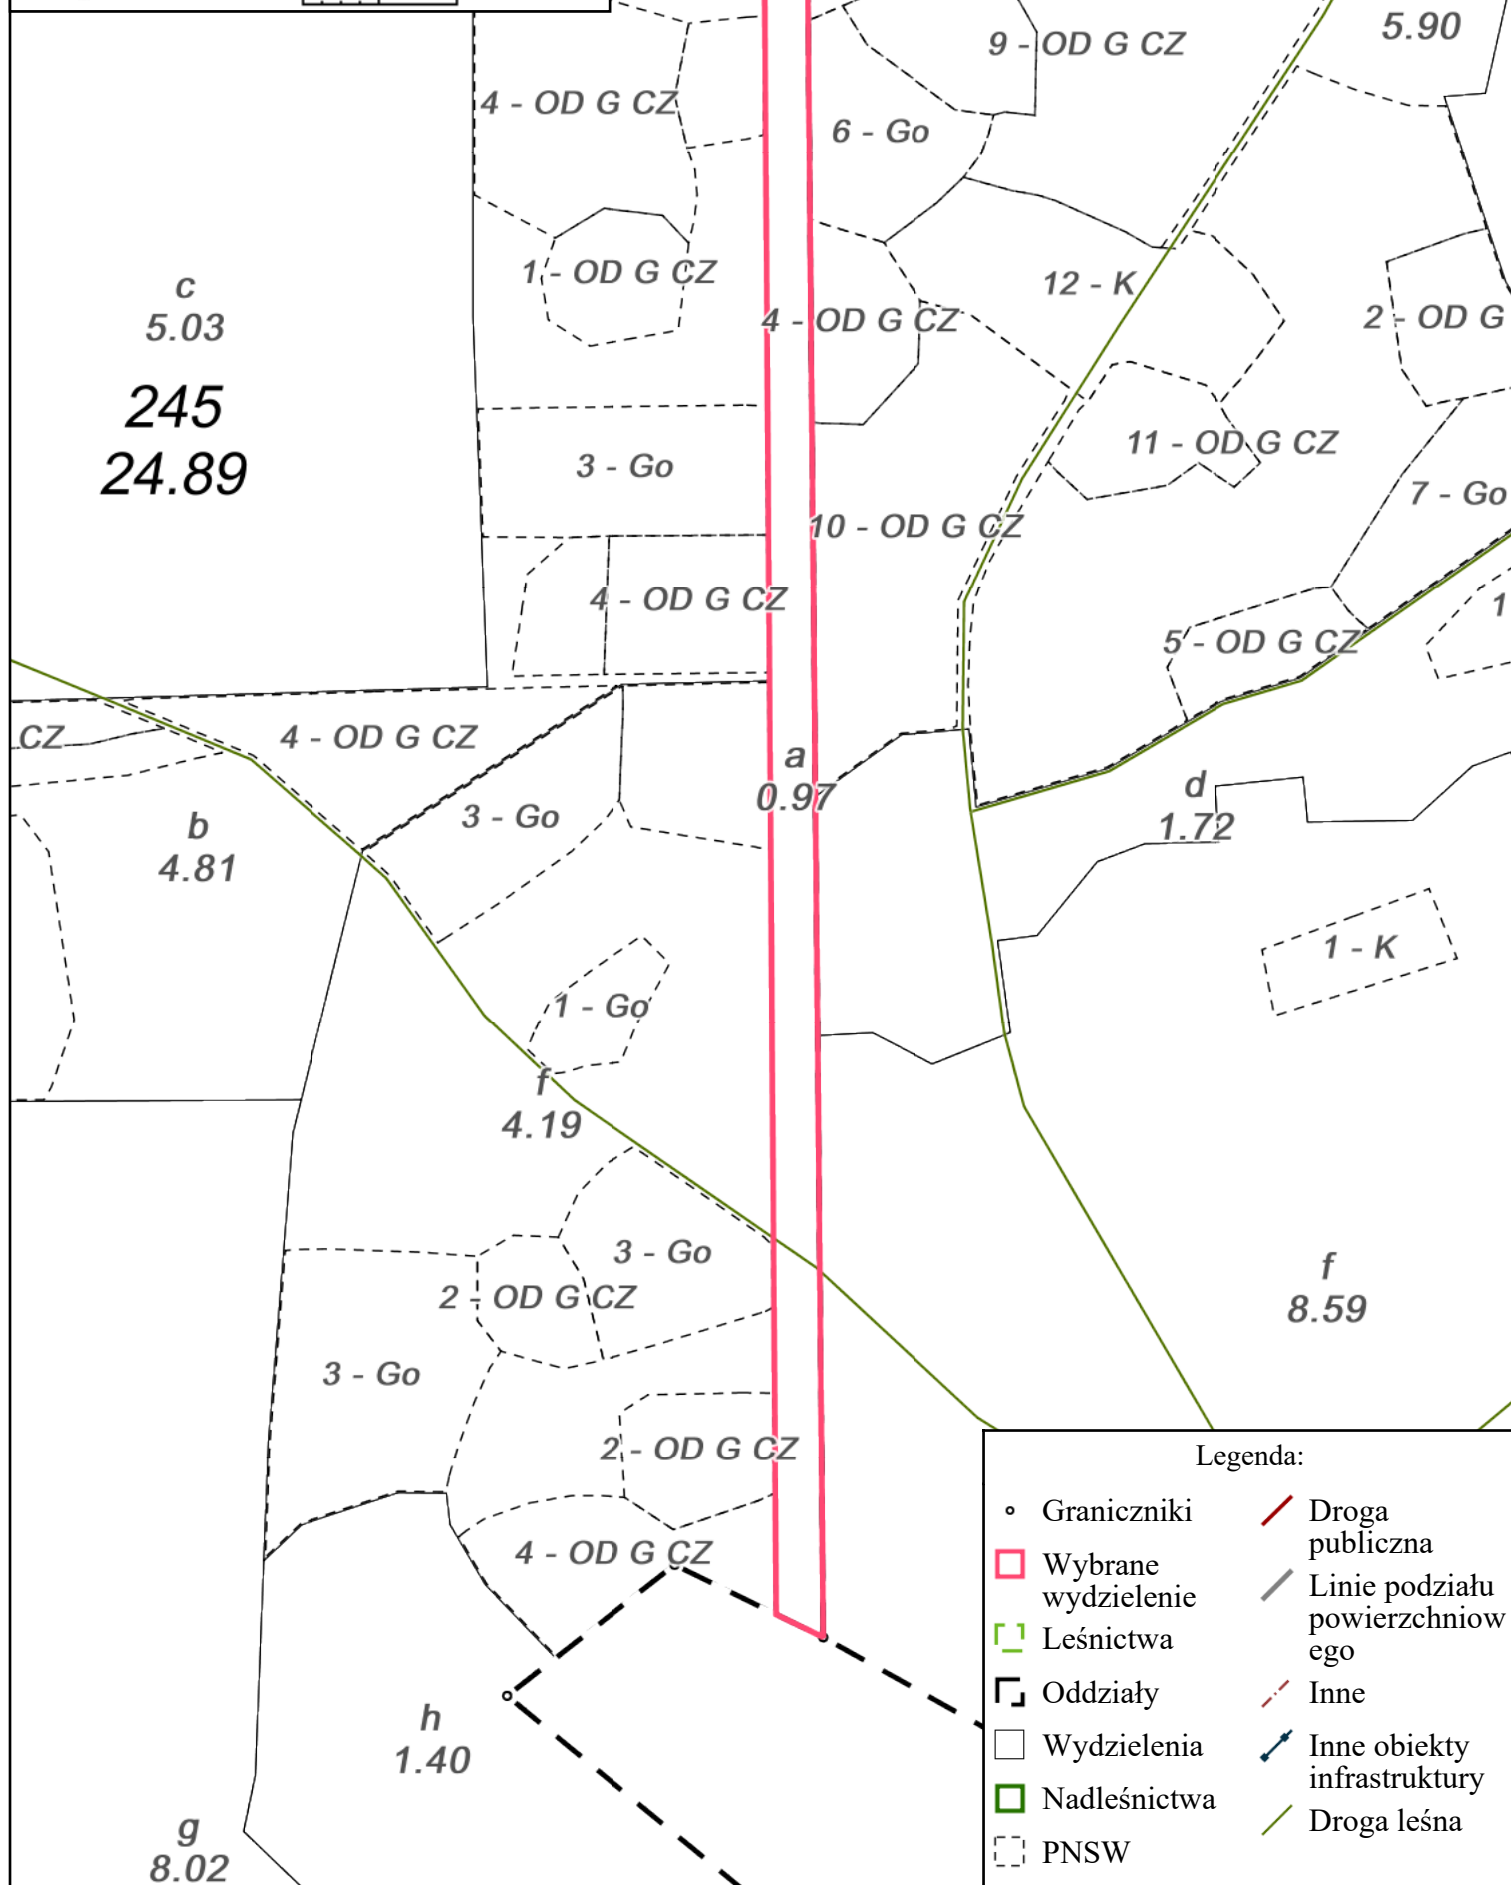 5.90
9 - OD G CZ
4 - OD G CZ
6 - Go
1 - OD G CZ
12 - K
c
5.03
4 - OD G CZ
2 - OD G
245
24.89
3 - Go
11 - OD G CZ
7 - Go
10 - OD G CZ
4 - OD G CZ
1
5 - OD G CZ
CZ
4 - OD G CZ
a
0.97
d
1.72
3 - Go
b
4.81
1 - K
1 - Go
f
4.19
3 - Go
f
8.59
2 - OD G CZ
3 - Go
2 - OD G CZ
4 - OD G CZ
h
1.40
g
8.02
Legenda:
Graniczniki
Wybrane
wydzielenie
Leśnictwa
Oddziały
Wydzielenia
Nadleśnictwa
PNSW
Droga
publiczna
Linie podziału
powierzchniow
ego
Inne
Inne obiekty
infrastruktury
Droga leśna